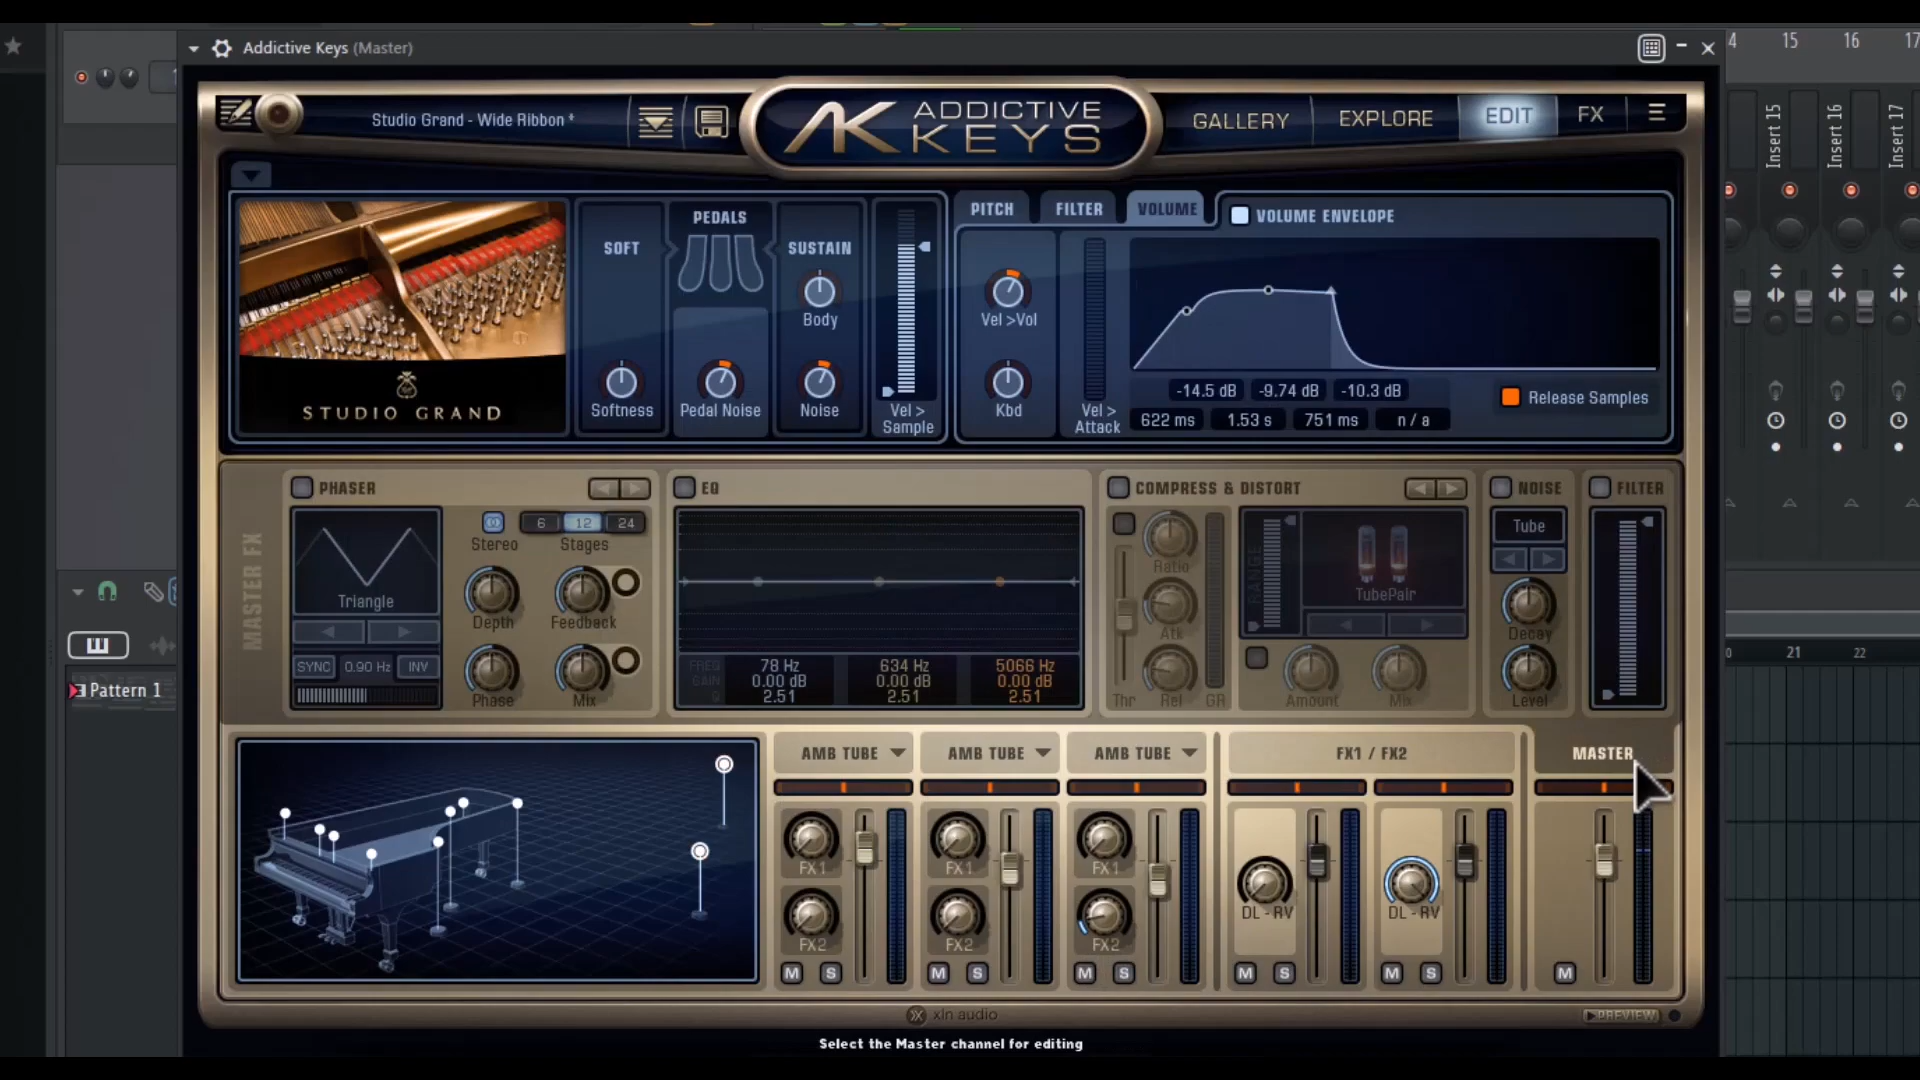 Addictive Keys (Master)
4 15 16 17
Studio Grand - Wide Ribbon *
ADDICTIVE
KEYS
GALLERY EXPLORE EDIT FX
Insert 15 Insert 16 Insert 17
PITCH FILTER VOLUME VOLUME ENVELOPE
SOFT PEDALS SUSTAIN
Body
Vel >Vol
STUDIO GRAND
Softness Pedal Noise Noise
Vel >
Sample
Kbd
Vel >
Attack
-14.5 dB -9.74 dB -10.3 dB
622 ms 1.53 s 751 ms n / a
Release Samples
MASTER FX
PHASER EQ COMPRESS & DISTORT NOISE FILTER
Stereo
6 12 24
Stages
Triangle
Depth Feedback
SYNC 0.90 Hz INV
Phase Mix
FREQ 78 Hz 634 Hz 5066 Hz
GAIN 0.00 dB 0.00 dB 0.00 dB
Q 2.51 2.51 2.51
Ratio
Atk
Thr Rel GR
RANGE
TubePair
Amount Mix
Tube
Decay
Level
Pattern 1
21 22
AMB TUBE AMB TUBE AMB TUBE FX1 / FX2 MASTER
FX1 FX1 FX1
DL - RV DL - RV
FX2 FX2 FX2
M S M S M S M S M S M
xln audio
PREVIEW
Select the Master channel for editing